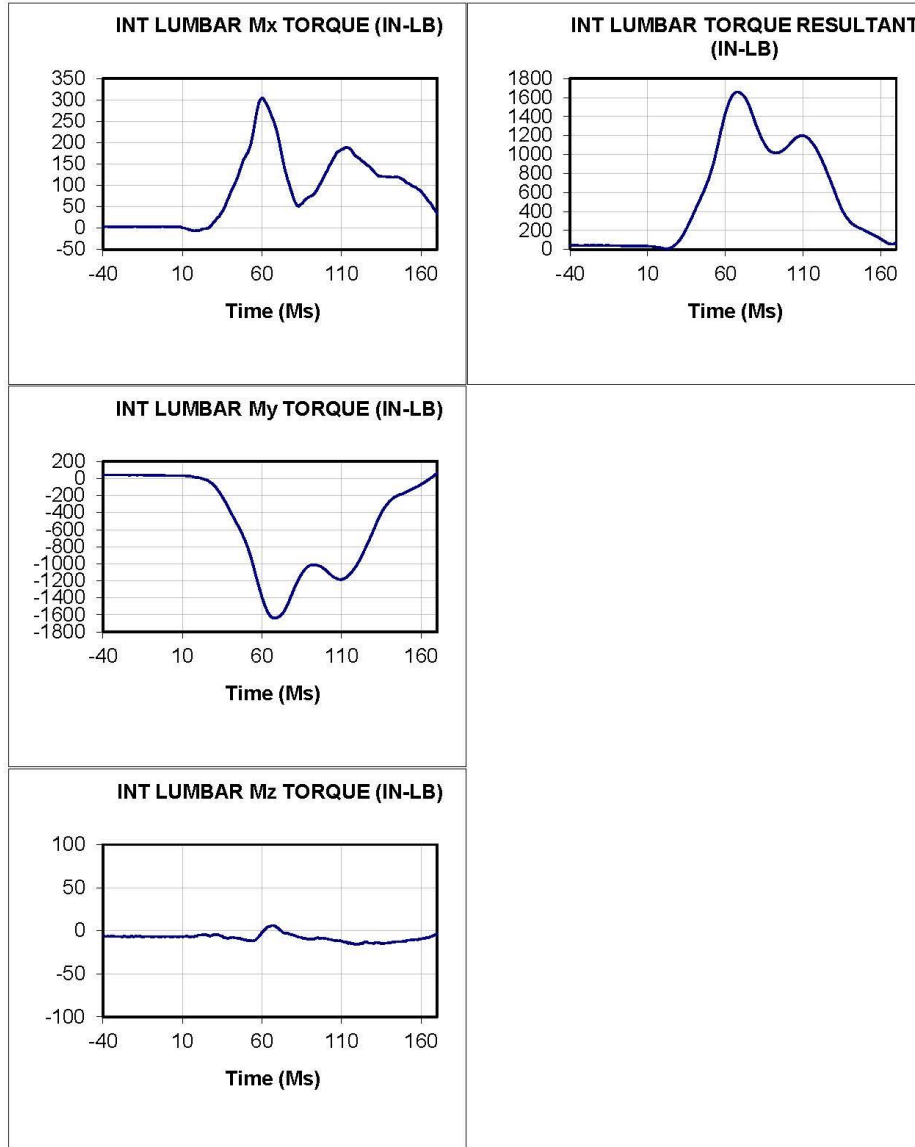 INT LUMBAR Mx TORQUE (IN-LB)
350
300
250
200
150
100
50
0
-50
-40 10 60 110 160
Time (Ms)
INT LUMBAR TORQUE RESULTANT
(IN-LB)
1800
1600
1400
1200
1000
800
600
400
200
0
-40 10 60 110 160
Time (Ms)
INT LUMBAR My TORQUE (IN-LB)
200
0
-200
-400
-600
-800
-1000
-1200
-1400
-1600
-1800
-40 10 60 110 160
Time (Ms)
INT LUMBAR Mz TORQUE (IN-LB)
100
50
0
-50
-100
-40 10 60 110 160
Time (Ms)